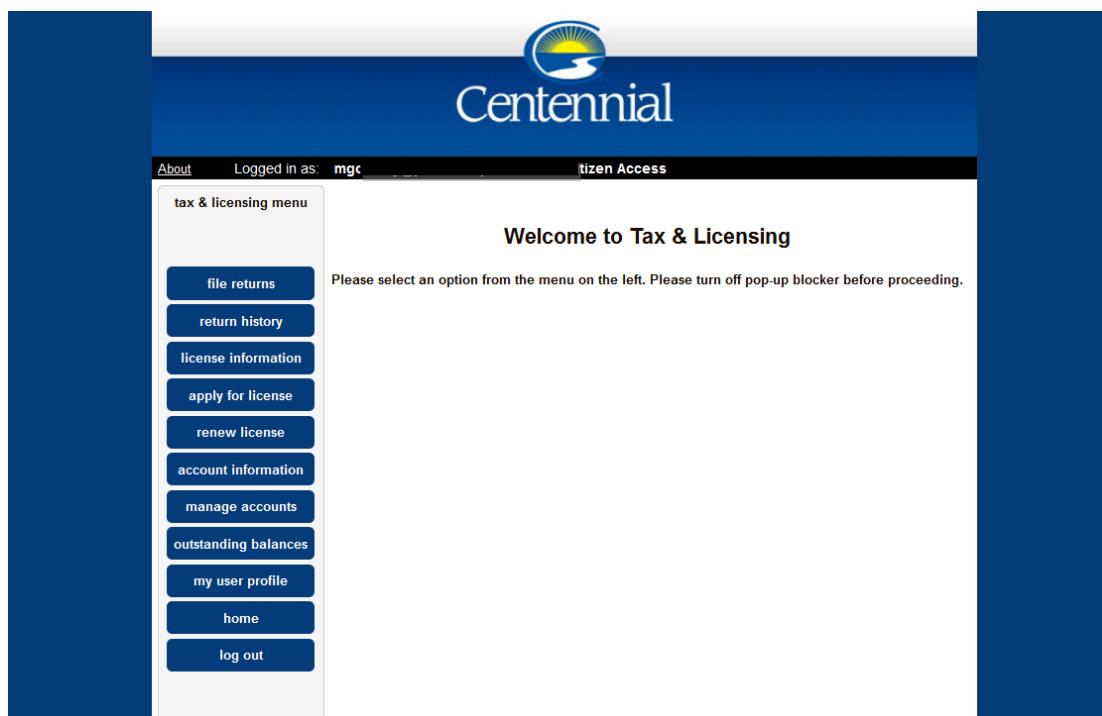 Centennial
About Logged in as: mgc tizen Access
tax & licensing menu
Welcome to Tax & Licensing
Please select an option from the menu on the left. Please turn off pop-up blocker before proceeding.
file returns
return history
license information
apply for license
renew license
account information
manage accounts
outstanding balances
my user profile
home
log out